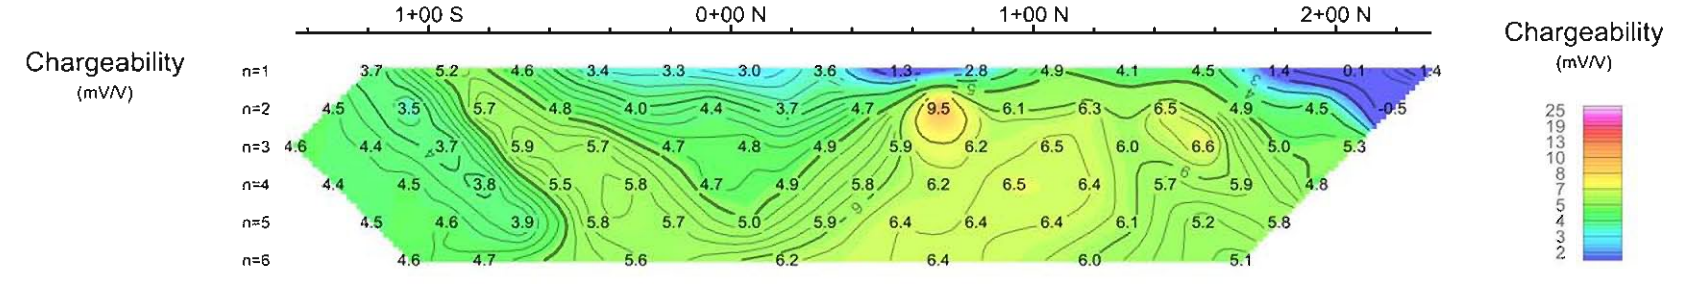 1+00 S 0+00 N 1+00 N 2+00 N
Chargeability
(mV/V)
n=1 3.7 5.2 4.6 3.4 3.3 3.0 3.6 1.3 2.8 4.9 4.1 4.5 1.4 0.1 1.4
n=2 4.5 3.5 5.7 4.8 4.0 4.4 3.7 4.7 9.5 6.1 6.3 6.5 4.9 4.5 -0.5
n=3 4.6 4.4 3.7 5.9 5.7 4.7 4.8 4.9 5.9 6.2 6.5 6.0 6.6 5.0 5.3
n=4 4.4 4.5 3.8 5.5 5.8 4.7 4.9 5.8 6.2 6.5 6.4 5.7 5.9 4.8
n=5 4.5 4.6 3.9 5.8 5.7 5.0 5.9 6.4 6.4 6.4 6.1 5.2 5.8
n=6 4.6 4.7 5.6 6.2 6.4 6.0 5.1
4
6
5
3
4
6
Chargeability
(mV/V)
25
19
13
10
8
7
5
4
3
2